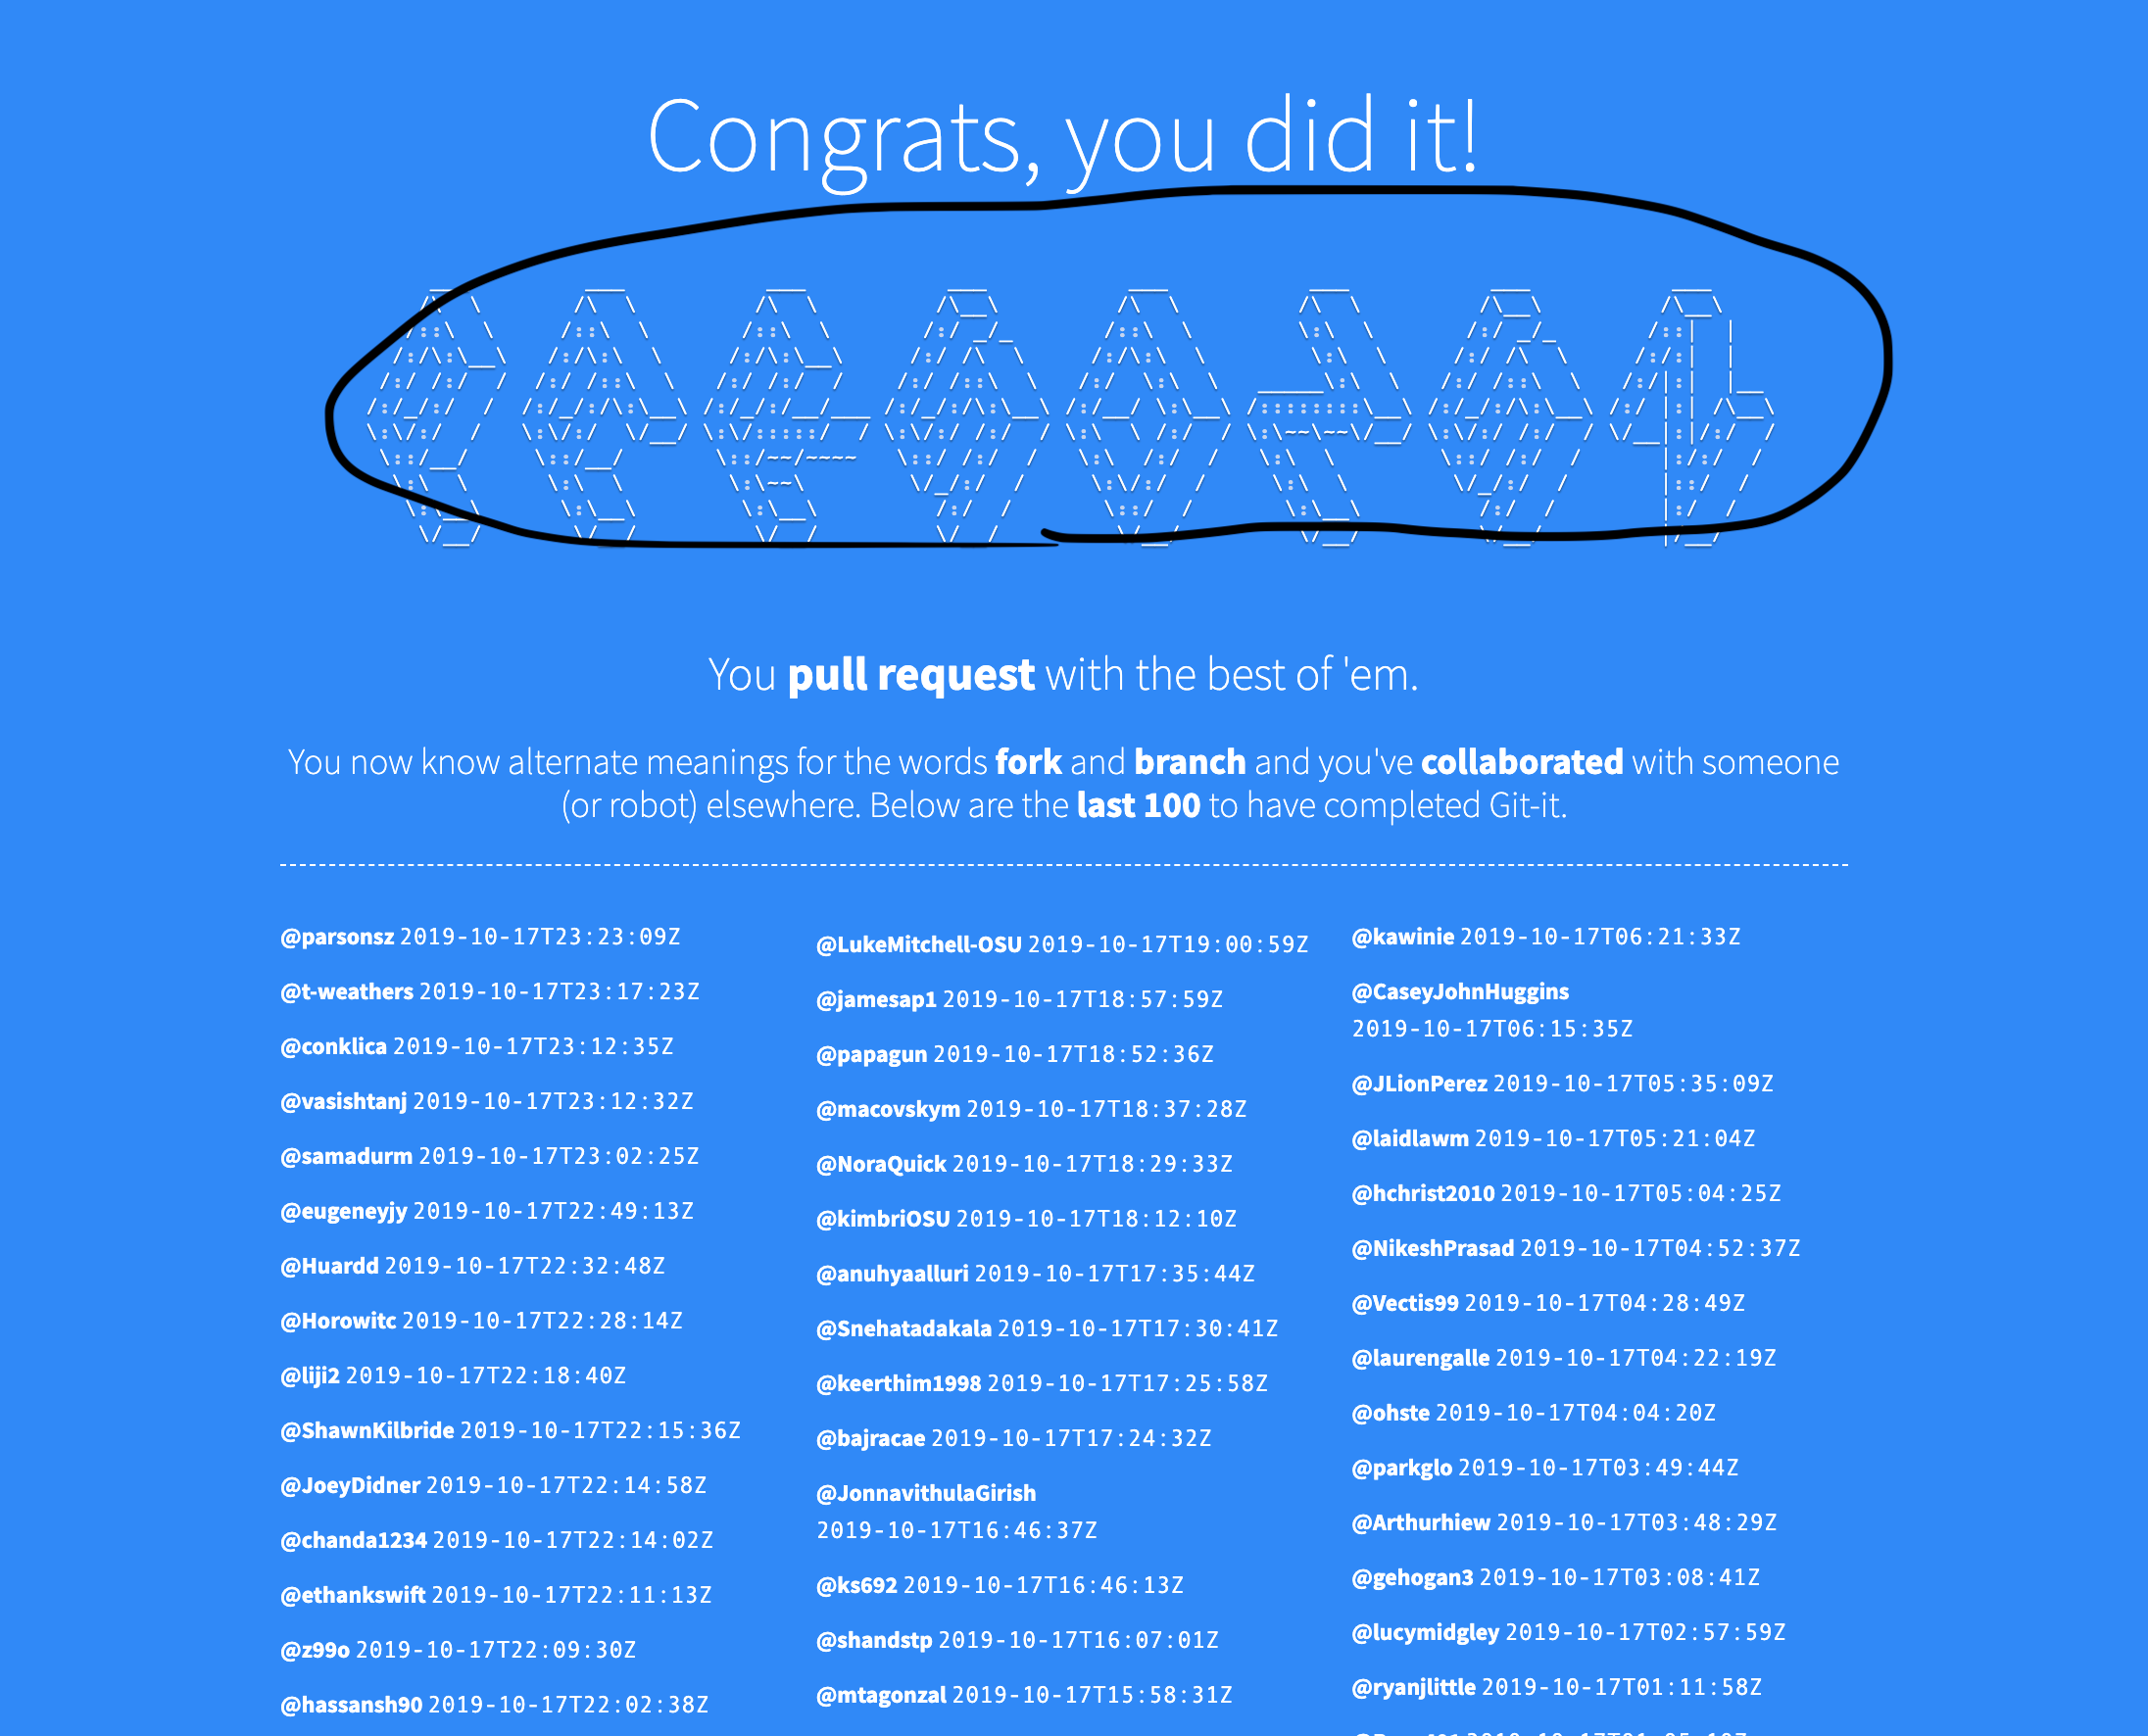 Congrats, you did it!
PARSONSZ
You pull request with the best of 'em.
You now know alternate meanings for the words fork and branch and you've collaborated with someone
(or robot) elsewhere. Below are the last 100 to have completed Git-it.
@parsonsz 2019-10-17T23:23:09Z
@t-weathers 2019-10-17T23:17:23Z
@conklica 2019-10-17T23:12:35Z
@vasishtanj 2019-10-17T23:12:32Z
@samadurm 2019-10-17T23:02:25Z
@eugeneyjy 2019-10-17T22:49:13Z
@Huardd 2019-10-17T22:32:48Z
@Horowitc 2019-10-17T22:28:14Z
@liji2 2019-10-17T22:18:40Z
@ShawnKilbride 2019-10-17T22:15:36Z
@JoeyDidner 2019-10-17T22:14:58Z
@chanda1234 2019-10-17T22:14:02Z
@ethankswift 2019-10-17T22:11:13Z
@z99o 2019-10-17T22:09:30Z
@hassansh90 2019-10-17T22:02:38Z
@LukeMitchell-OSU 2019-10-17T19:00:59Z
@jamesap1 2019-10-17T18:57:59Z
@papagun 2019-10-17T18:52:36Z
@macovskym 2019-10-17T18:37:28Z
@NoraQuick 2019-10-17T18:29:33Z
@kimbriOSU 2019-10-17T18:12:10Z
@anuhyaalluri 2019-10-17T17:35:44Z
@Snehatadakala 2019-10-17T17:30:41Z
@keerthim1998 2019-10-17T17:25:58Z
@bajracae 2019-10-17T17:24:32Z
@JonnavithulaGirish
2019-10-17T16:46:37Z
@ks692 2019-10-17T16:46:13Z
@shandstp 2019-10-17T16:07:01Z
@mtagonzal 2019-10-17T15:58:31Z
@kawinie 2019-10-17T06:21:33Z
@CaseyJohnHuggins
2019-10-17T06:15:35Z
@JLionPerez 2019-10-17T05:35:09Z
@laidlawm 2019-10-17T05:21:04Z
@hchrist2010 2019-10-17T05:04:25Z
@NikeshPrasad 2019-10-17T04:52:37Z
@Vectis99 2019-10-17T04:28:49Z
@laurengalle 2019-10-17T04:22:19Z
@ohste 2019-10-17T04:04:20Z
@parkglo 2019-10-17T03:49:44Z
@Arthurhiew 2019-10-17T03:48:29Z
@gehogan3 2019-10-17T03:08:41Z
@lucymidgley 2019-10-17T02:57:59Z
@ryanjlittle 2019-10-17T01:11:58Z